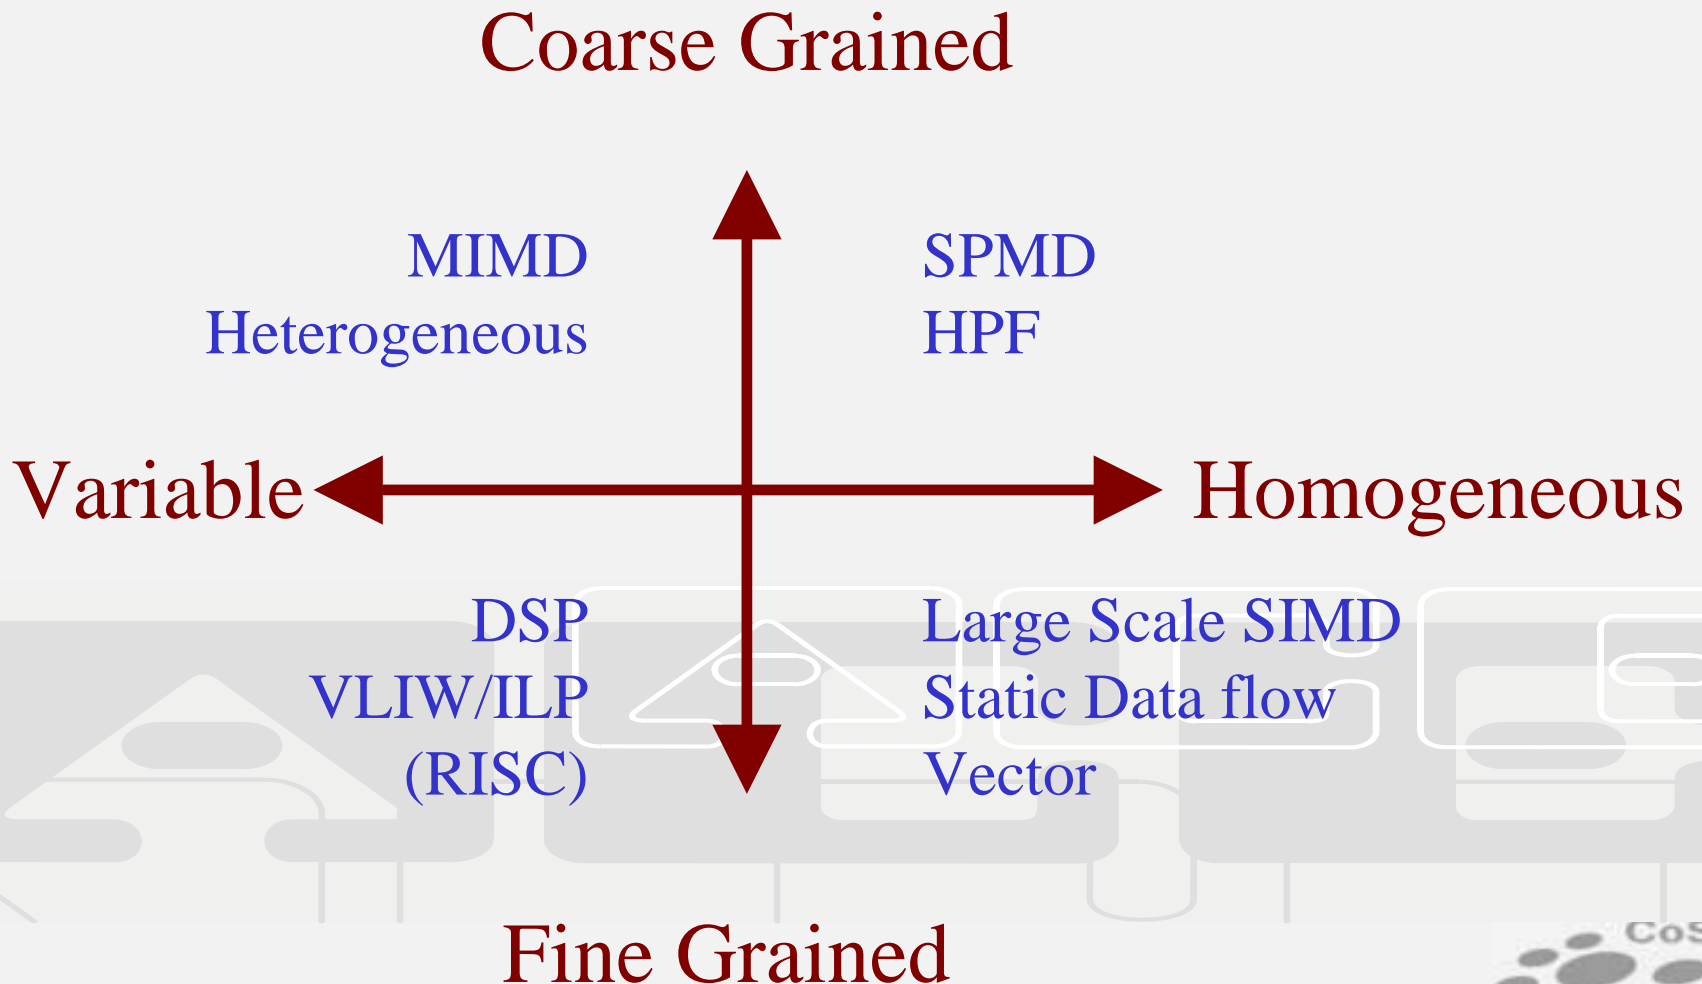 Coarse Grained
MIMD
Heterogeneous
SPMD
HPF
Variable
Homogeneous
DSP
VLIW/ILP
(RISC)
Large Scale SIMD
Static Data flow
Vector
Fine Grained